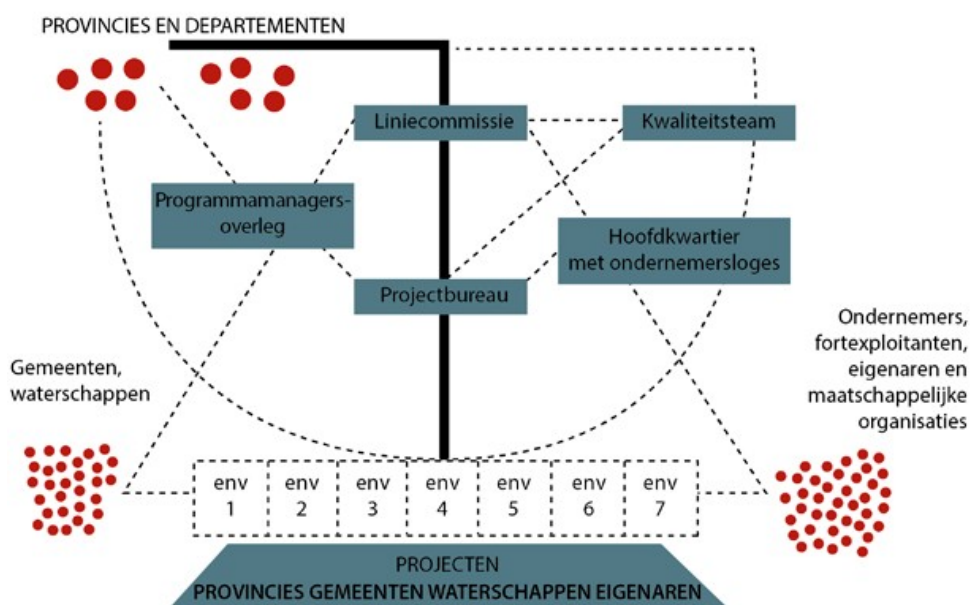 PROVINCIES EN DEPARTEMENTEN
Liniecommissie
Kwaliteitsteam
Programmamanagers-
overleg
Hoofdkwartier
met ondernemersloges
Projectbureau
Ondernemers,
fortexploitanten,
eigenaren en
maatschappelijke
organisaties
Gemeenten,
waterschappen
env
1
env
2
env
3
env
4
env
5
env
6
env
7
PROJECTEN
PROVINCIES GEMEENTEN WATERSCHAPPEN EIGENAREN